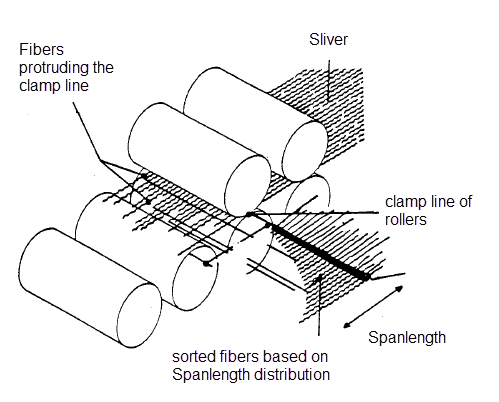 Sliver
Fibers
protruding the
clamp line
clamp line of
rollers
Spanlength
sorted fibers based on
Spanlength distribution